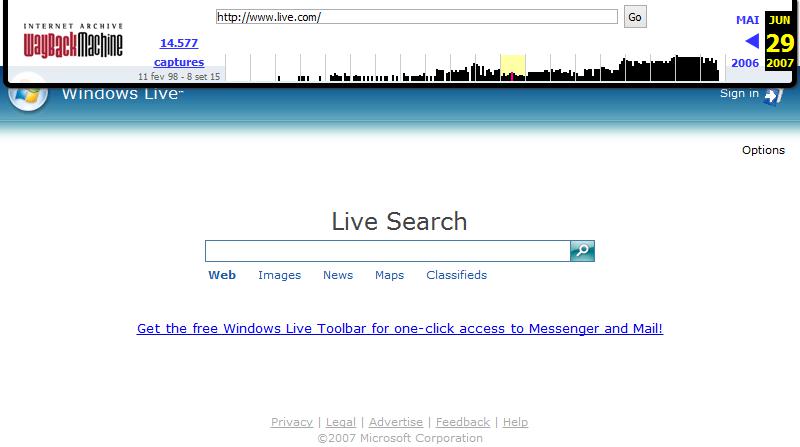 INTERNET ARCHIVE
WayBackMachine
http://www.live.com/ Go
14.577 captures
11 fev 98 - 8 set 15
MAI JUN
29
2006 2007
Windows Live™ Sign in
Options
Live Search
Web Images News Maps Classifieds
Get the free Windows Live Toolbar for one-click access to Messenger and Mail!
Privacy | Legal | Advertise | Feedback | Help
©2007 Microsoft Corporation